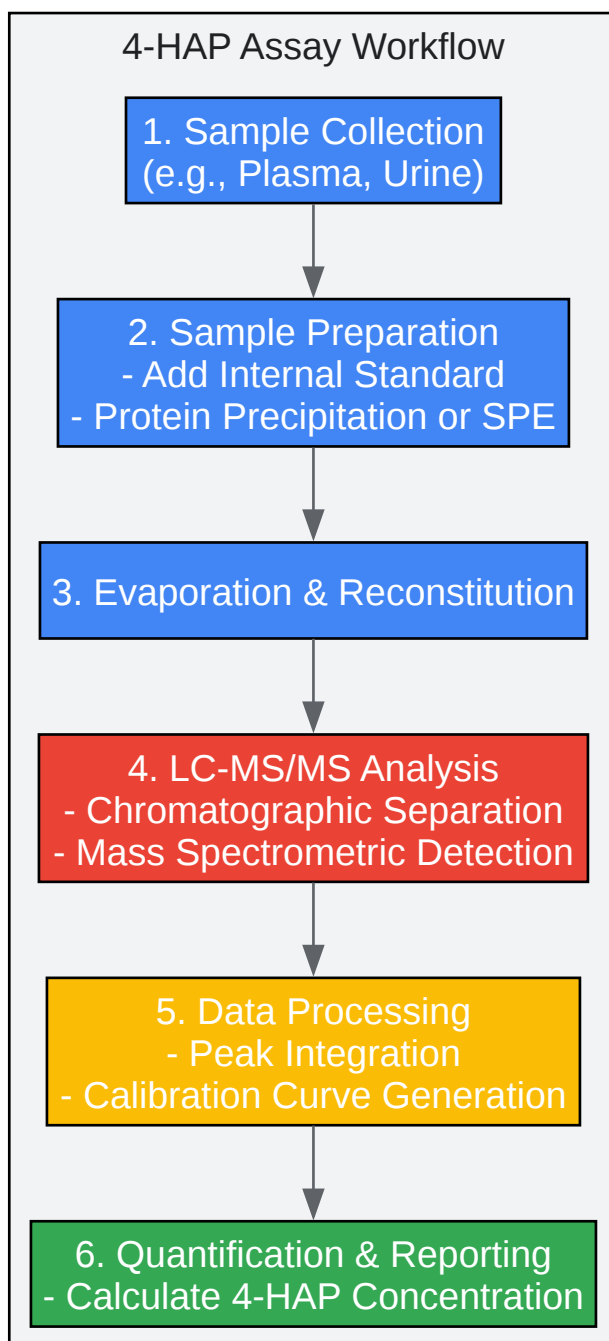 4-HAP Assay Workflow
1. Sample Collection
(e.g., Plasma, Urine)
2. Sample Preparation
- Add Internal Standard
- Protein Precipitation or SPE
3. Evaporation & Reconstitution
4. LC-MS/MS Analysis
- Chromatographic Separation
- Mass Spectrometric Detection
5. Data Processing
- Peak Integration
- Calibration Curve Generation
6. Quantification & Reporting
- Calculate 4-HAP Concentration